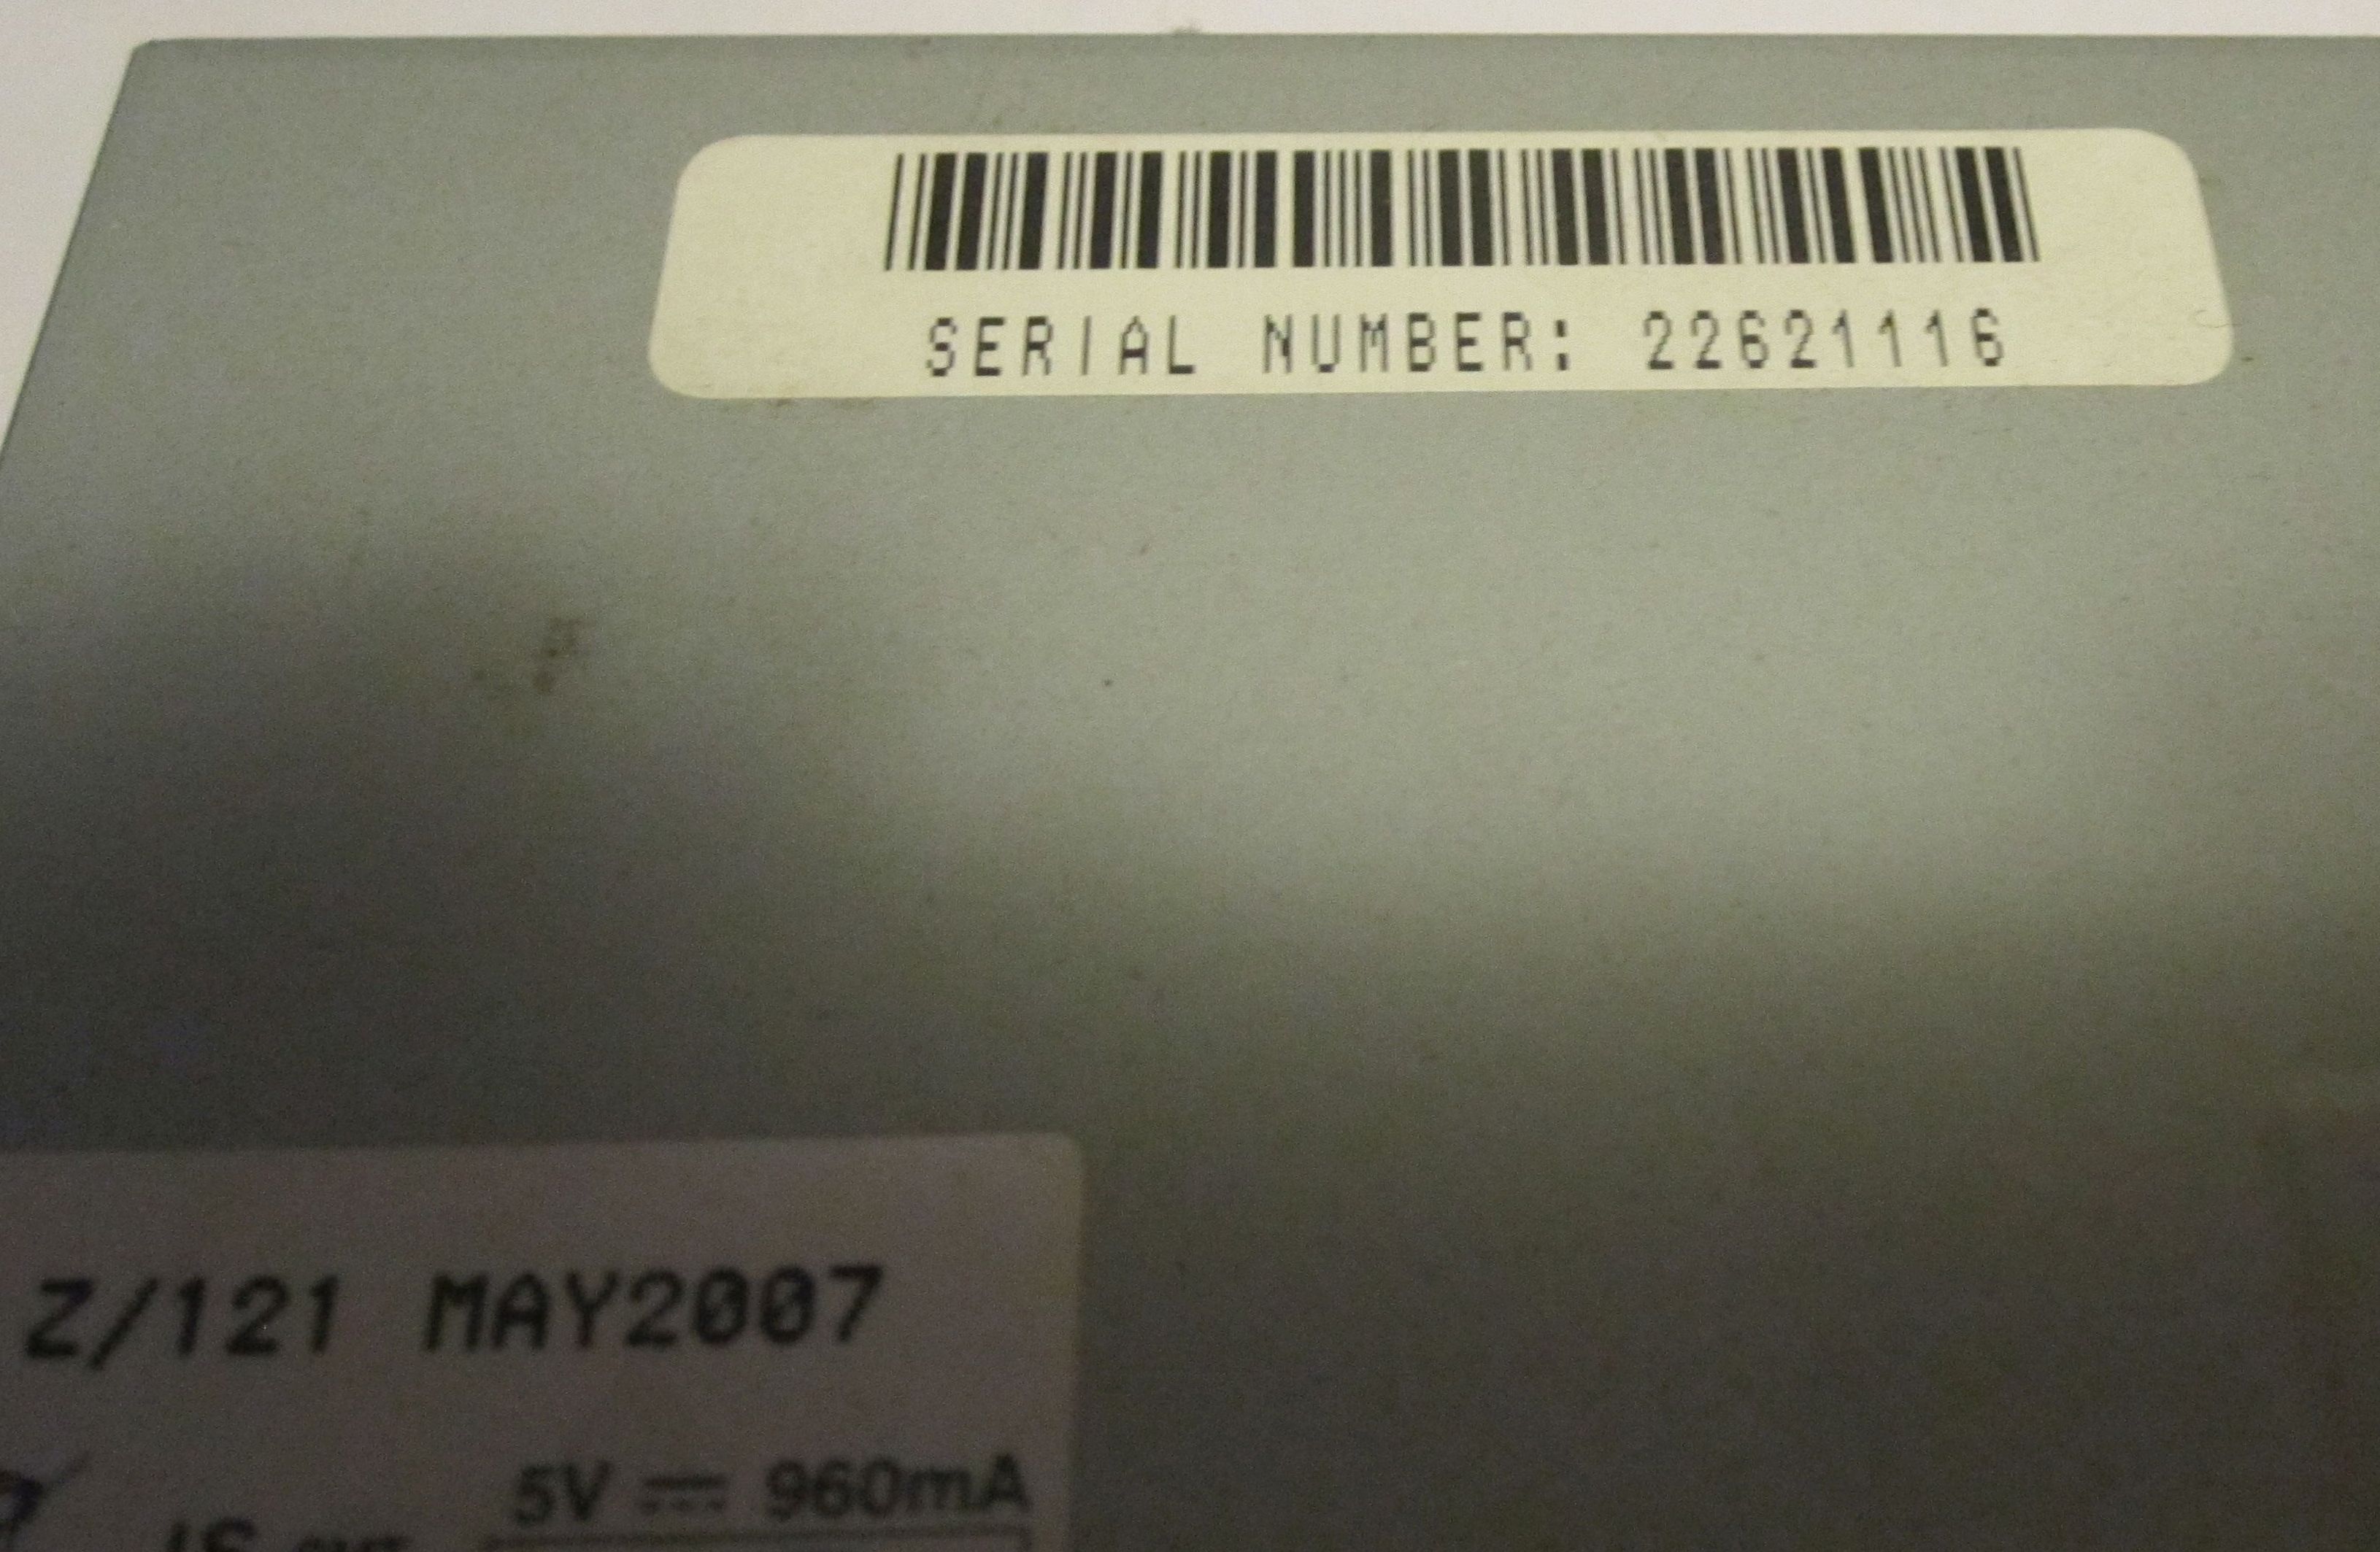 SERIAL NUMBER: 22621116
Z/121 MAY2007
5V ⎓ 960mA